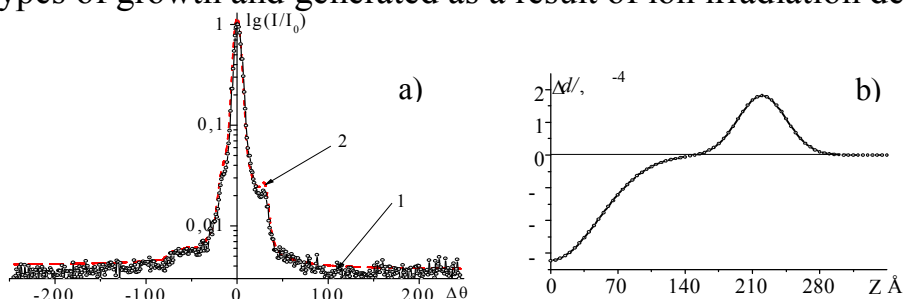 types of growth and generated as a result of ion irradiation de
1 lg(I/I0)
a)
0,1
2
1
0,01
-200 -100 0 100 200 Δθ
2 Δd/, -4
b)
1
0
-
-
-
0 70 140 210 280 Z Å